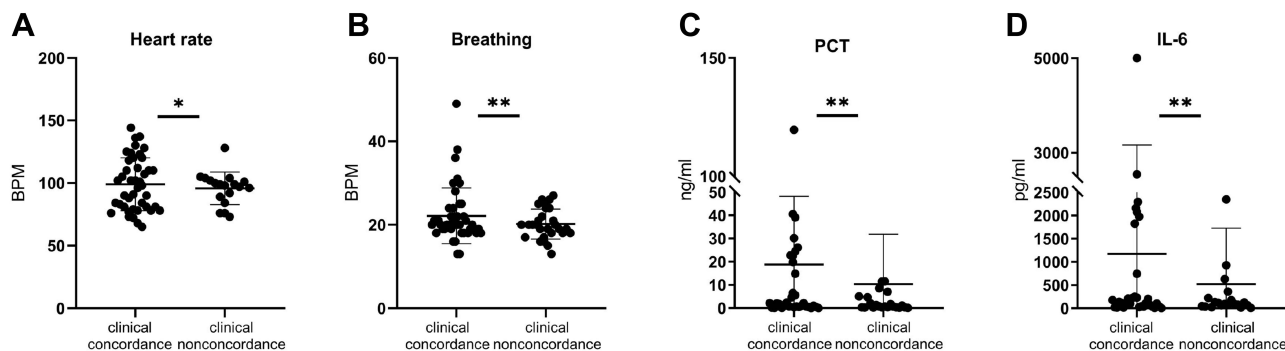 A
Heart rate
200
150
100
50
0
BPM
*
clinical concordance
clinical nonconcordance
B
Breathing
60
40
20
0
BPM
**
clinical concordance
clinical nonconcordance
C
PCT
150
100
50
40
30
20
10
0
ng/ml
**
clinical concordance
clinical nonconcordance
D
IL-6
5000
3000
2500
2000
1500
1000
500
0
pg/ml
**
clinical concordance
clinical nonconcordance